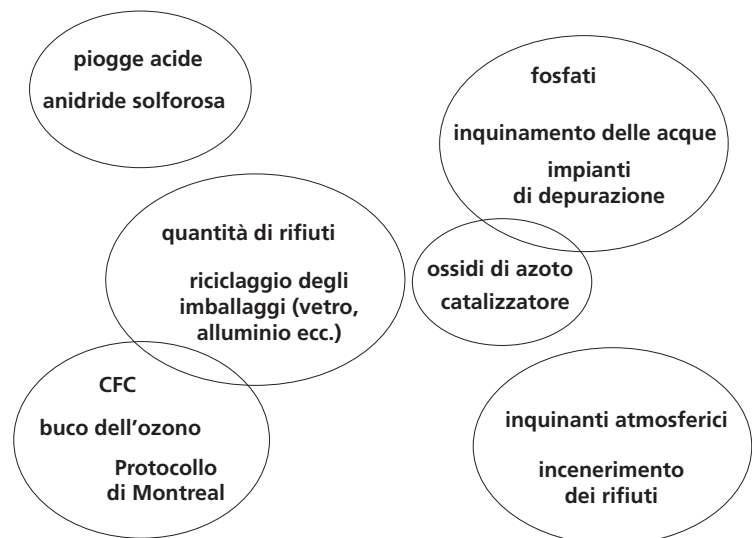 piogge acide
anidride solforosa
fosfati
inquinamento delle acque
impianti
di depurazione
quantità di rifiuti
riciclaggio degli
imballaggi (vetro,
alluminio ecc.)
ossidi di azoto
catalizzatore
CFC
buco dell'ozono
Protocollo
di Montreal
inquinanti atmosferici
incenerimento
dei rifiuti